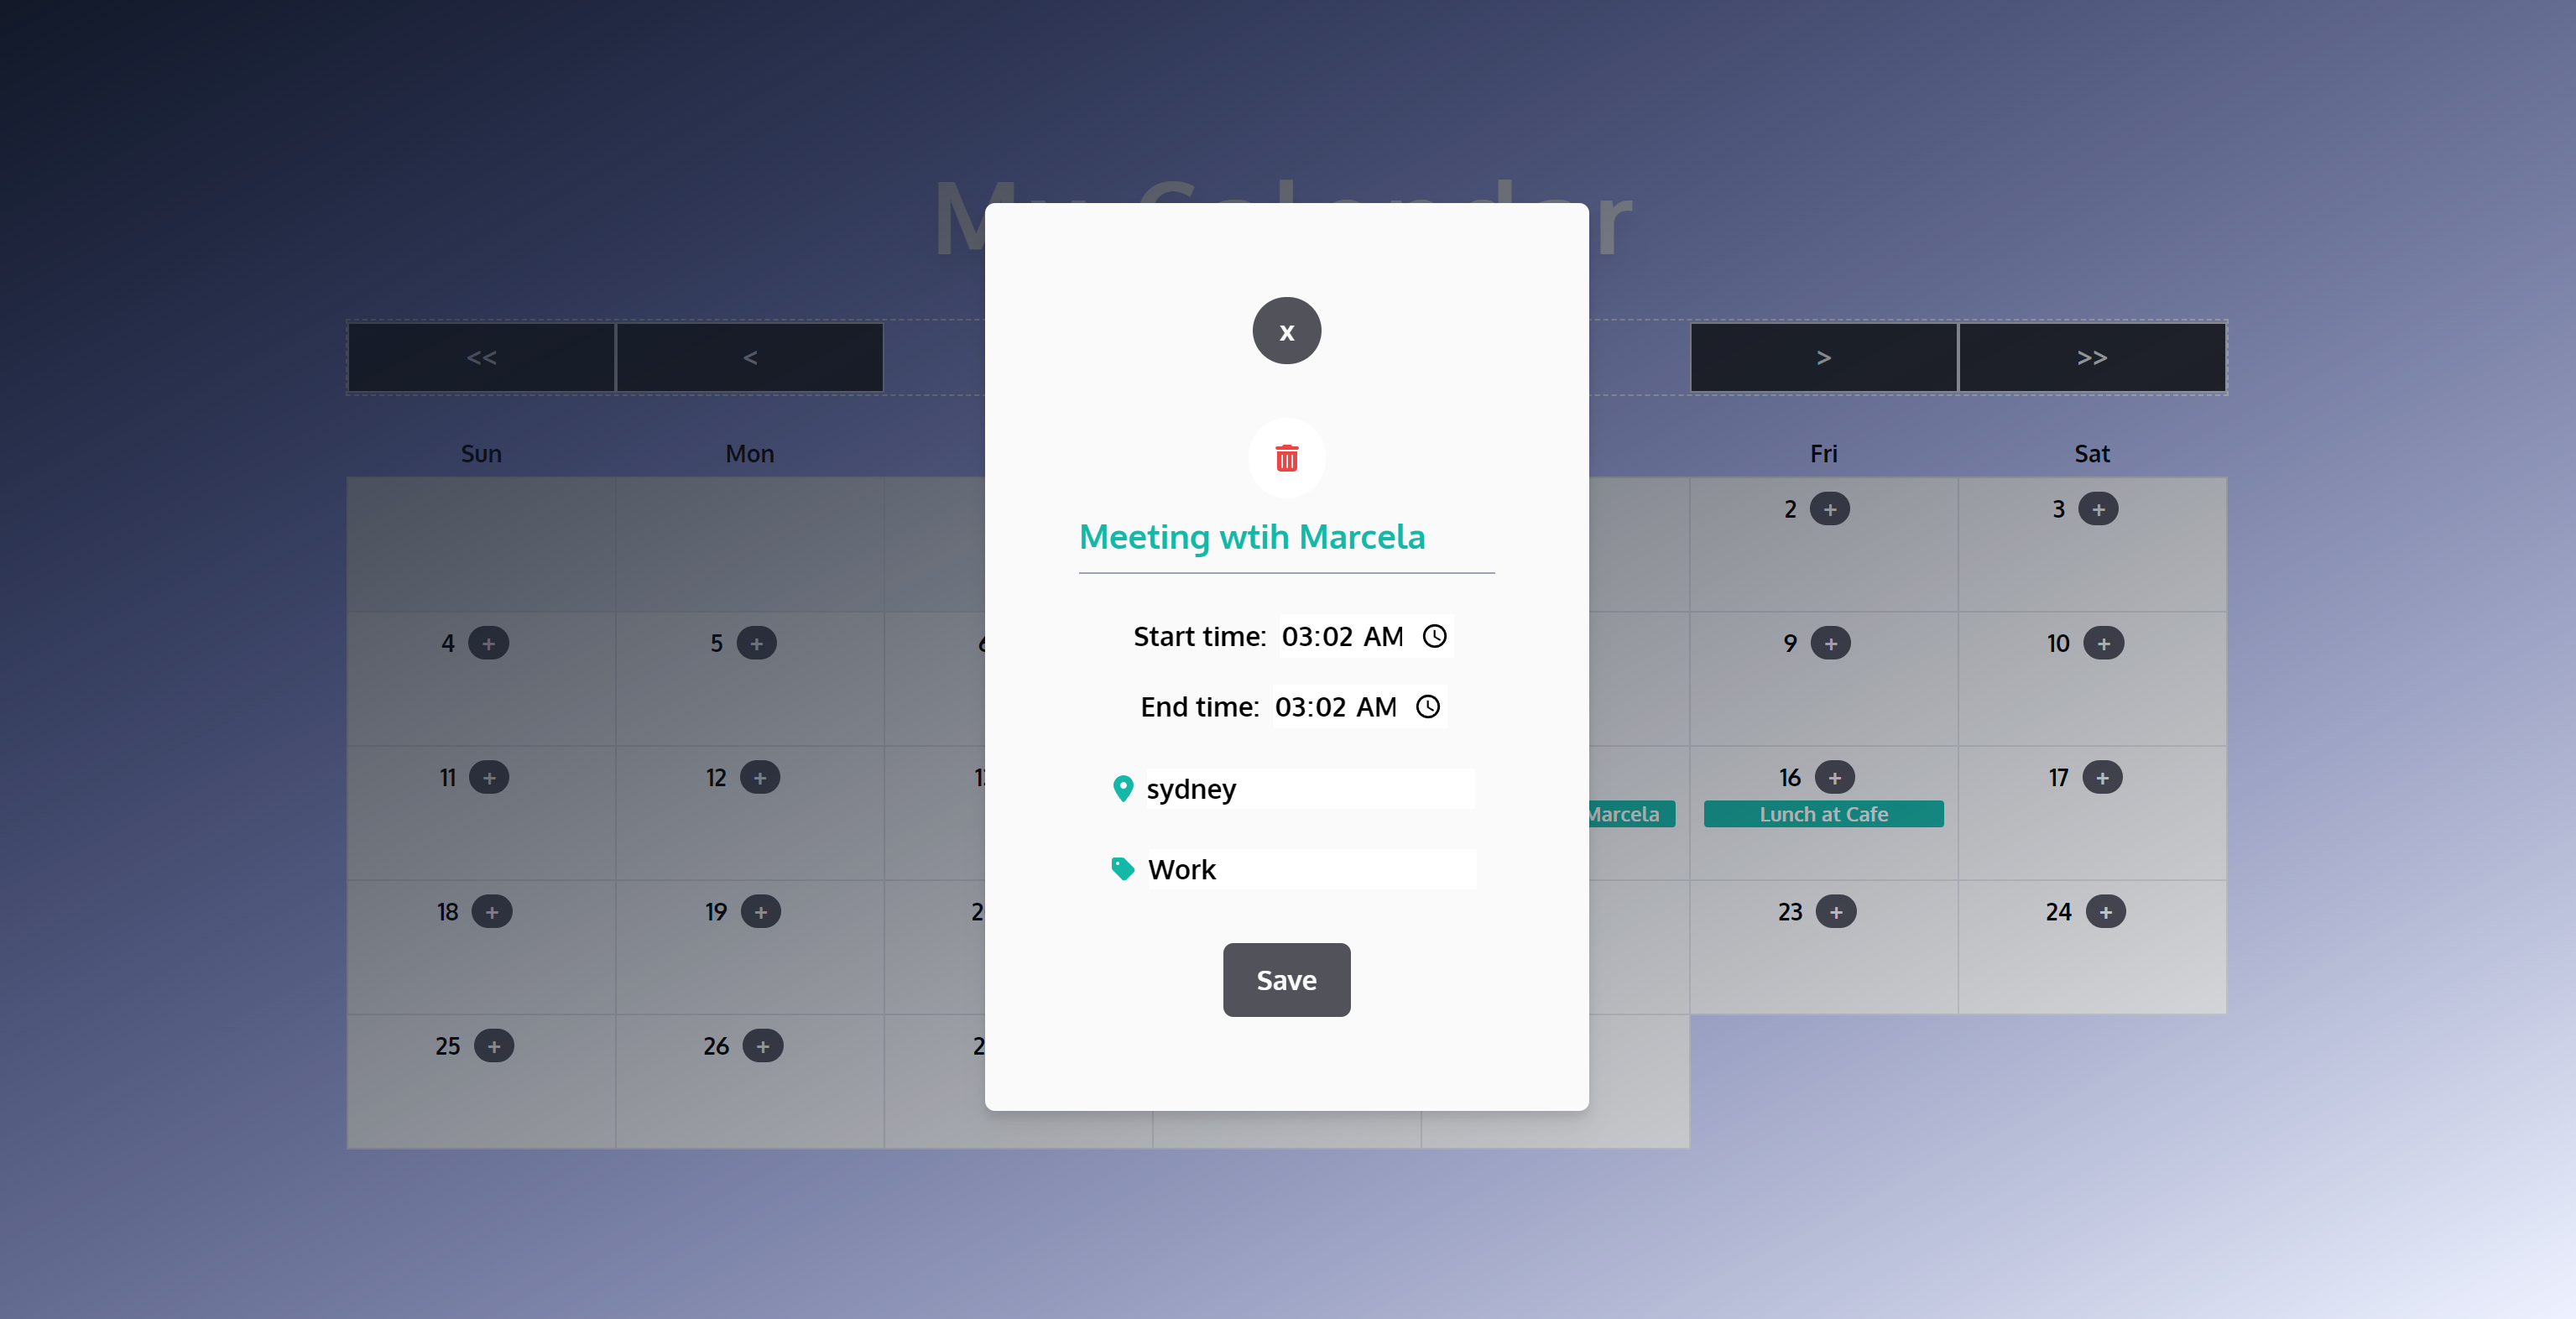 My Calendar
x
<< < > >>
Sun Mon Fri Sat
Meeting wtih Marcela
2 + 3 +
Start time: 03:02 AM
4 + 5 + 9 + 10 +
End time: 03:02 AM
11 + 12 + 16 + 17 +
sydney
Marcela Lunch at Cafe
Work
18 + 19 + 23 + 24 +
Save
25 + 26 +